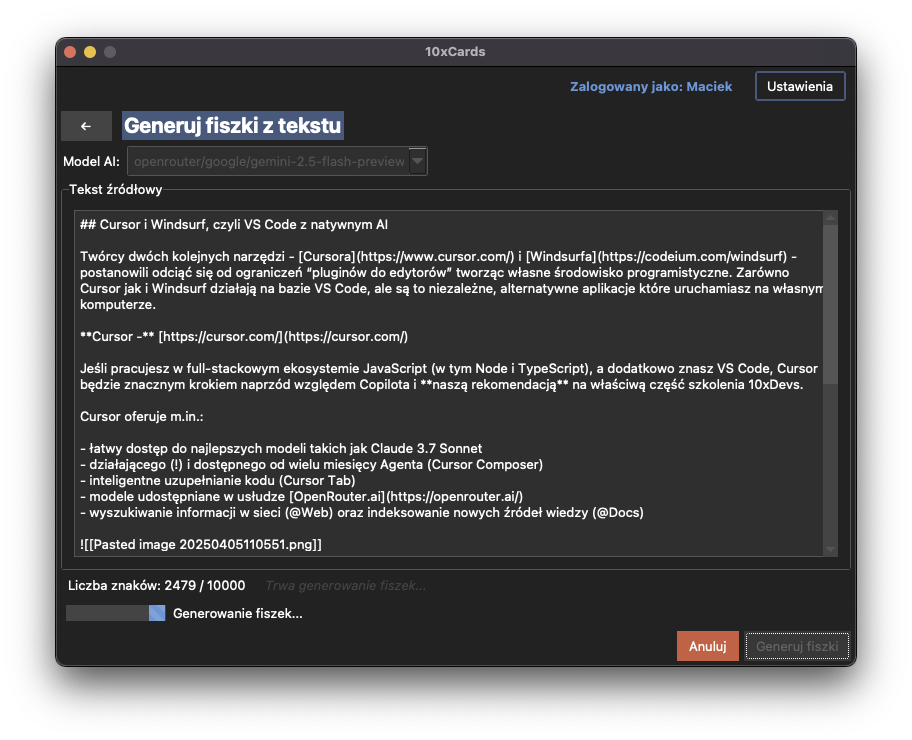 10xCards
Zalogowany jako: Maciek
Ustawienia
←
Generuj fiszki z tekstu
Model AI:
openrouter/google/gemini-2.5-flash-preview
Tekst źródłowy
## Cursor i Windsurf, czyli VS Code z natywnym AI
Twórcy dwóch kolejnych narzędzi - [Cursora](https://www.cursor.com/) i [Windsurfa](https://codeium.com/windsurf) -
postanowili odciąć się od ograniczeń “pluginów do edytorów” tworząc własne środowisko programistyczne. Zarówno
Cursor jak i Windsurf działają na bazie VS Code, ale są to niezależne, alternatywne aplikacje które uruchamiasz na własnym
komputerze.
**Cursor -** [https://cursor.com/](https://cursor.com/)
Jeśli pracujesz w full-stackowym ekosystemie JavaScript (w tym Node i TypeScript), a dodatkowo znasz VS Code, Cursor
będzie znacznym krokiem naprzód względem Copilota i **naszą rekomendacją** na właściwą część szkolenia 10xDevs.
Cursor oferuje m.in.:
- łatwy dostęp do najlepszych modeli takich jak Claude 3.7 Sonnet
- działającego (!) i dostępnego od wielu miesięcy Agenta (Cursor Composer)
- inteligentne uzupełnianie kodu (Cursor Tab)
- modele udostępniane w usłudze [OpenRouter.ai](https://openrouter.ai/)
- wyszukiwanie informacji w sieci (@Web) oraz indeksowanie nowych źródeł wiedzy (@Docs)
![[Pasted image 20250405110551.png]]
Liczba znaków: 2479 / 10000
Trwa generowanie fiszek...
Generowanie fiszek...
Anuluj
Generuj fiszki